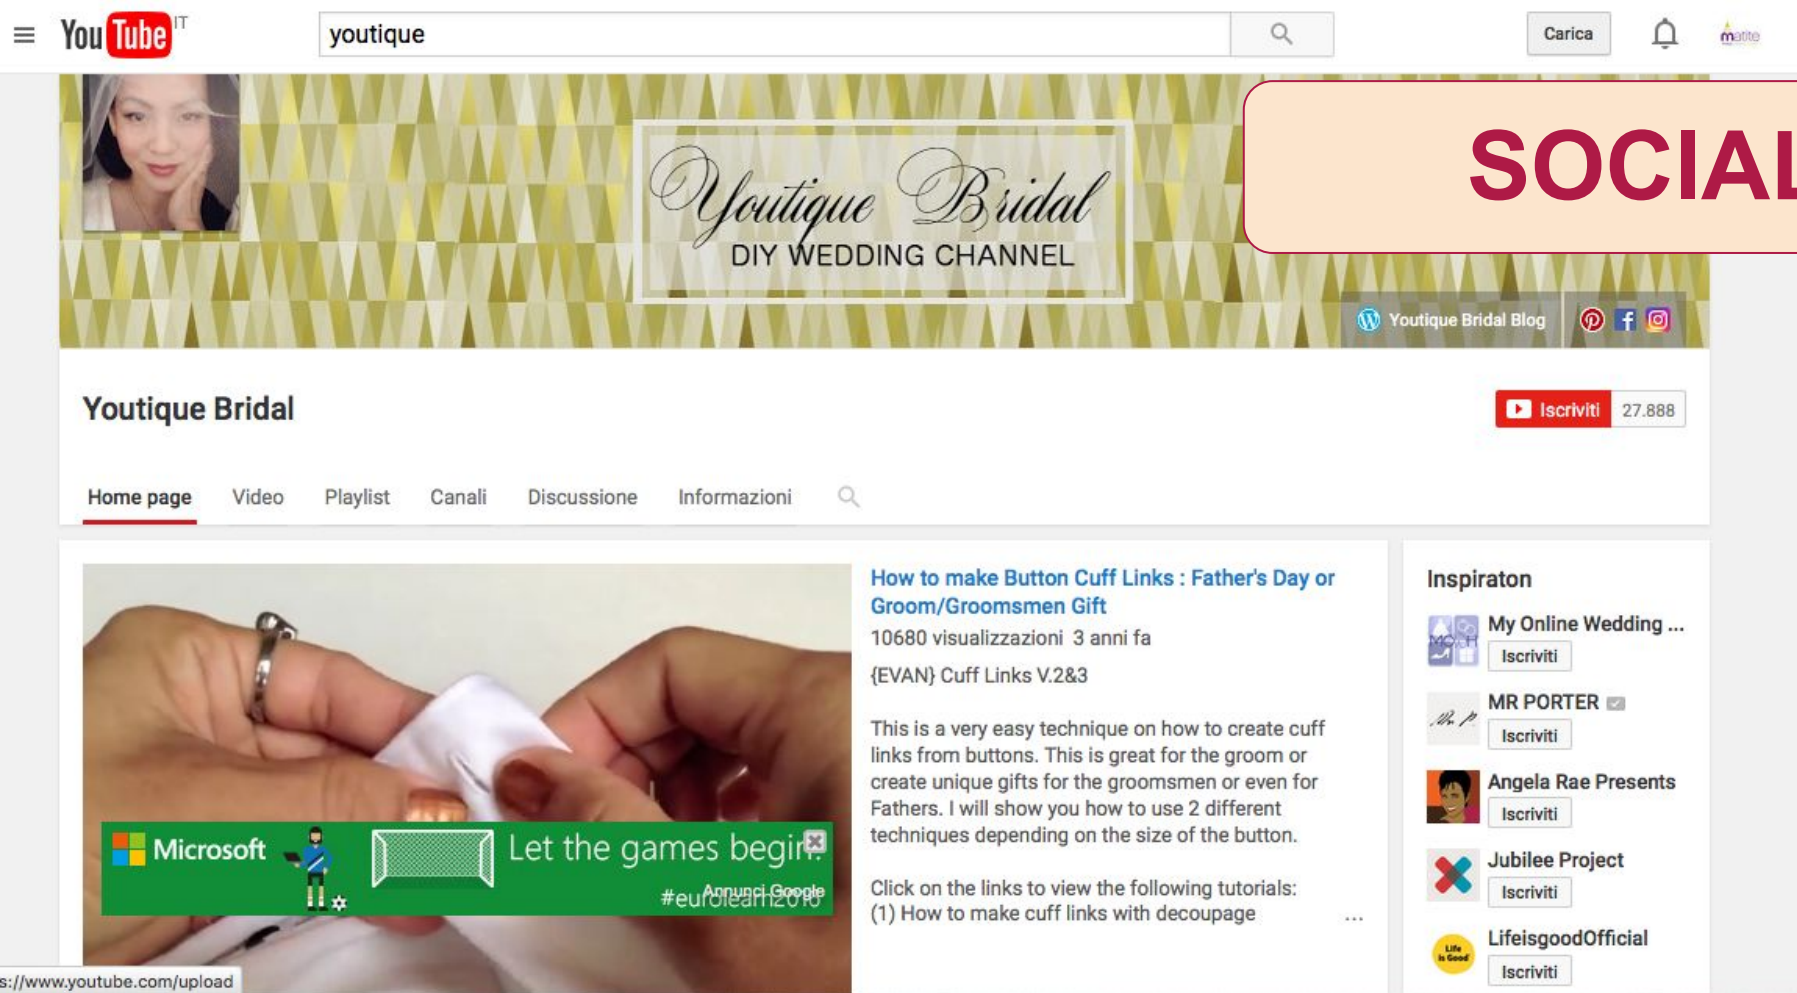 YouTube IT
youtique
Carica
matite
SOCIAL
Youtique Bridal
DIY WEDDING CHANNEL
Youtique Bridal Blog
Youtique Bridal
Iscriviti 27.888
Home page Video Playlist Canali Discussione Informazioni
How to make Button Cuff Links : Father's Day or
Groom/Groomsmen Gift
10680 visualizzazioni 3 anni fa
{EVAN} Cuff Links V.2&3
This is a very easy technique on how to create cuff
links from buttons. This is great for the groom or
create unique gifts for the groomsmen or even for
Fathers. I will show you how to use 2 different
techniques depending on the size of the button.
Click on the links to view the following tutorials:
(1) How to make cuff links with decoupage ...
Microsoft
Let the games begin.
#eurolearn2016
Annunci Google
Inspiraton
My Online Wedding ...
Iscriviti
MR PORTER
Iscriviti
Angela Rae Presents
Iscriviti
Jubilee Project
Iscriviti
Life is Good
LifeisgoodOfficial
Iscriviti
s://www.youtube.com/upload